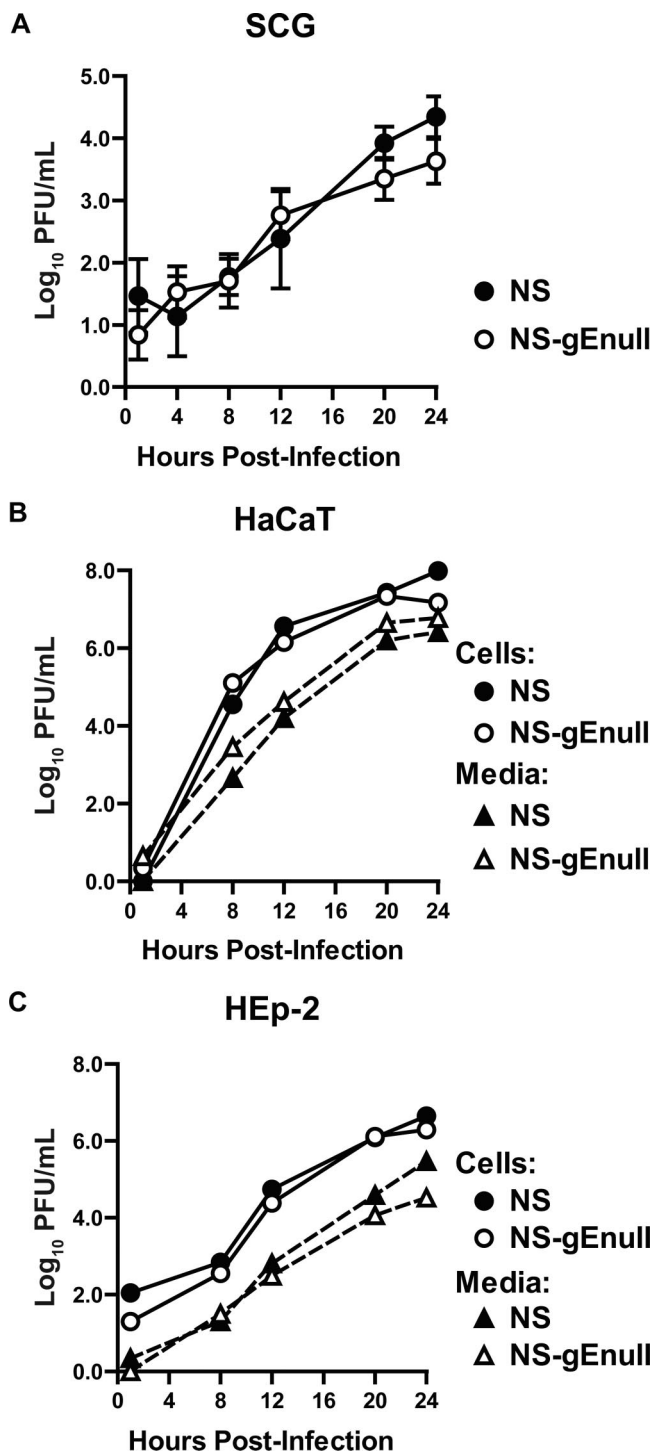 A
SCG
5.0
4.0
3.0
2.0
1.0
0.0
Log₁₀ PFU/mL
0 4 8 12 16 20 24
Hours Post-Infection
NS
NS-gEnull
B
HaCaT
8.0
6.0
4.0
2.0
0.0
Log₁₀ PFU/mL
0 4 8 12 16 20 24
Hours Post-Infection
Cells:
NS
NS-gEnull
Media:
NS
NS-gEnull
C
HEp-2
8.0
6.0
4.0
2.0
0.0
Log₁₀ PFU/mL
0 4 8 12 16 20 24
Hours Post-Infection
Cells:
NS
NS-gEnull
Media:
NS
NS-gEnull